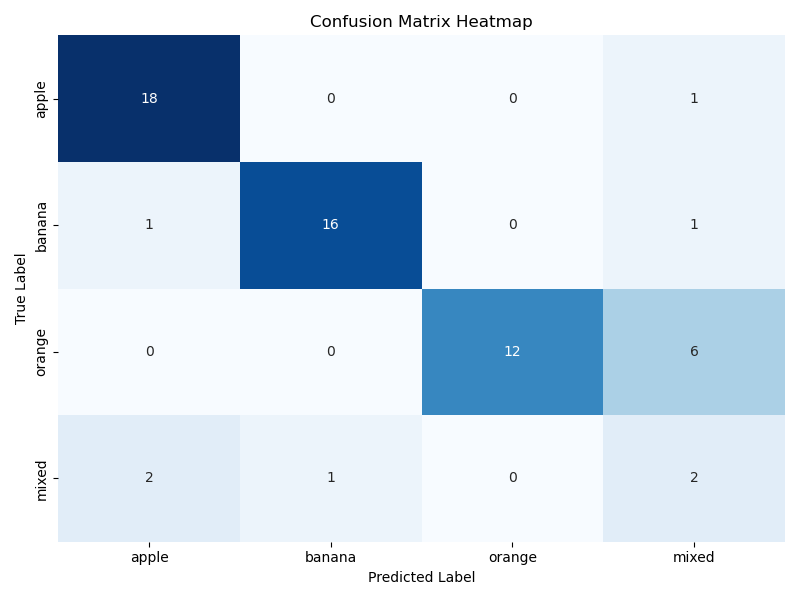 Confusion Matrix Heatmap
True Label
apple 18 0 0 1
banana 1 16 0 1
orange 0 0 12 6
mixed 2 1 0 2
apple banana orange mixed
Predicted Label